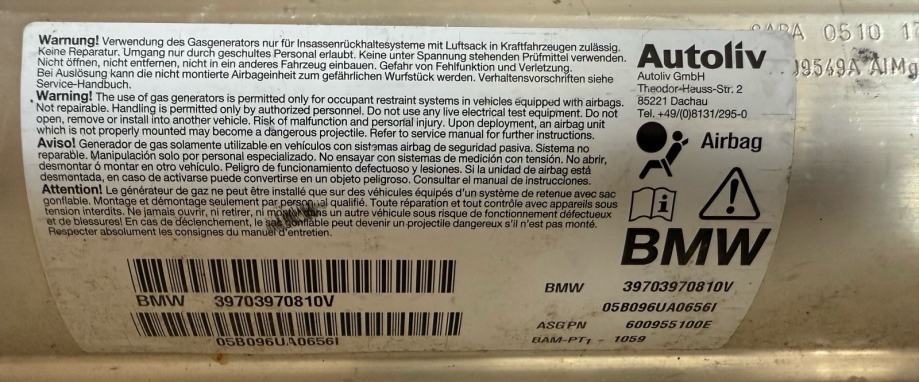 Warnung! Verwendung des Gasgenerators nur für Insassenrückhaltesysteme mit Luftsack in Kraftfahrzeugen zulässig.
Keine Reparatur. Umgang nur durch geschultes Personal erlaubt. Keine unter Spannung stehenden Prüfmittel verwenden.
Nicht öffnen, nicht entfernen, nicht in ein anderes Fahrzeug einbauen. Gefahr von Fehlfunktion und Verletzung.
Bei Auslösung kann die nicht montierte Airbageinheit zum gefährlichen Wurfstück werden. Verhaltensvorschriften siehe
Service-Handbuch.
Warning! The use of gas generators is permitted only for occupant restraint systems in vehicles equipped with airbags.
Not repairable. Handling is permitted only by authorized personnel. Do not use any live electrical test equipment. Do not
open, remove or install into another vehicle. Risk of malfunction and personal injury. Upon deployment, an airbag unit
which is not properly mounted may become a dangerous projectile. Refer to service manual for further instructions.
Aviso! Generador de gas solamente utilizable en vehículos con sistemas airbag de seguridad pasiva. Sistema no
reparable. Manipulación solo por personal especializado. No ensayar con sistemas de medición con tensión. No abrir,
desmontar ó montar en otro vehículo. Peligro de funcionamiento defectuoso y lesiones. Si la unidad de airbag está
desmontada, en caso de activarse puede convertirse en un objeto peligroso. Consultar el manual de instrucciones.
Attention! Le générateur de gaz ne peut être installé que sur des véhicules équipés d'un système de retenue avec sac
gonflable. Montage et démontage seulement par personnel qualifié. Toute réparation et tout contrôle avec appareils sous
tension interdits. Ne jamais ouvrir, ni retirer, ni un autre véhicule sous risque de fonctionnement défectueux
et de blessures! En cas de déclenchement, le sac gonflable peut devenir un projectile dangereux s'il n'est pas monté.
Respecter absolument les consignes du manuel d'entretien.
Autoliv
Autoliv GmbH
Theodor-Heuss-Str. 2
85221 Dachau
Tel. +49/(0)8131/295-0
Airbag
i
BMW
BMW 39703970810V
05B096UA0656I
BMW 39703970810V
05B096UA0656I
ASG PN 600955100E
BAM-PT1 - 1059
0510
9549A AlMg